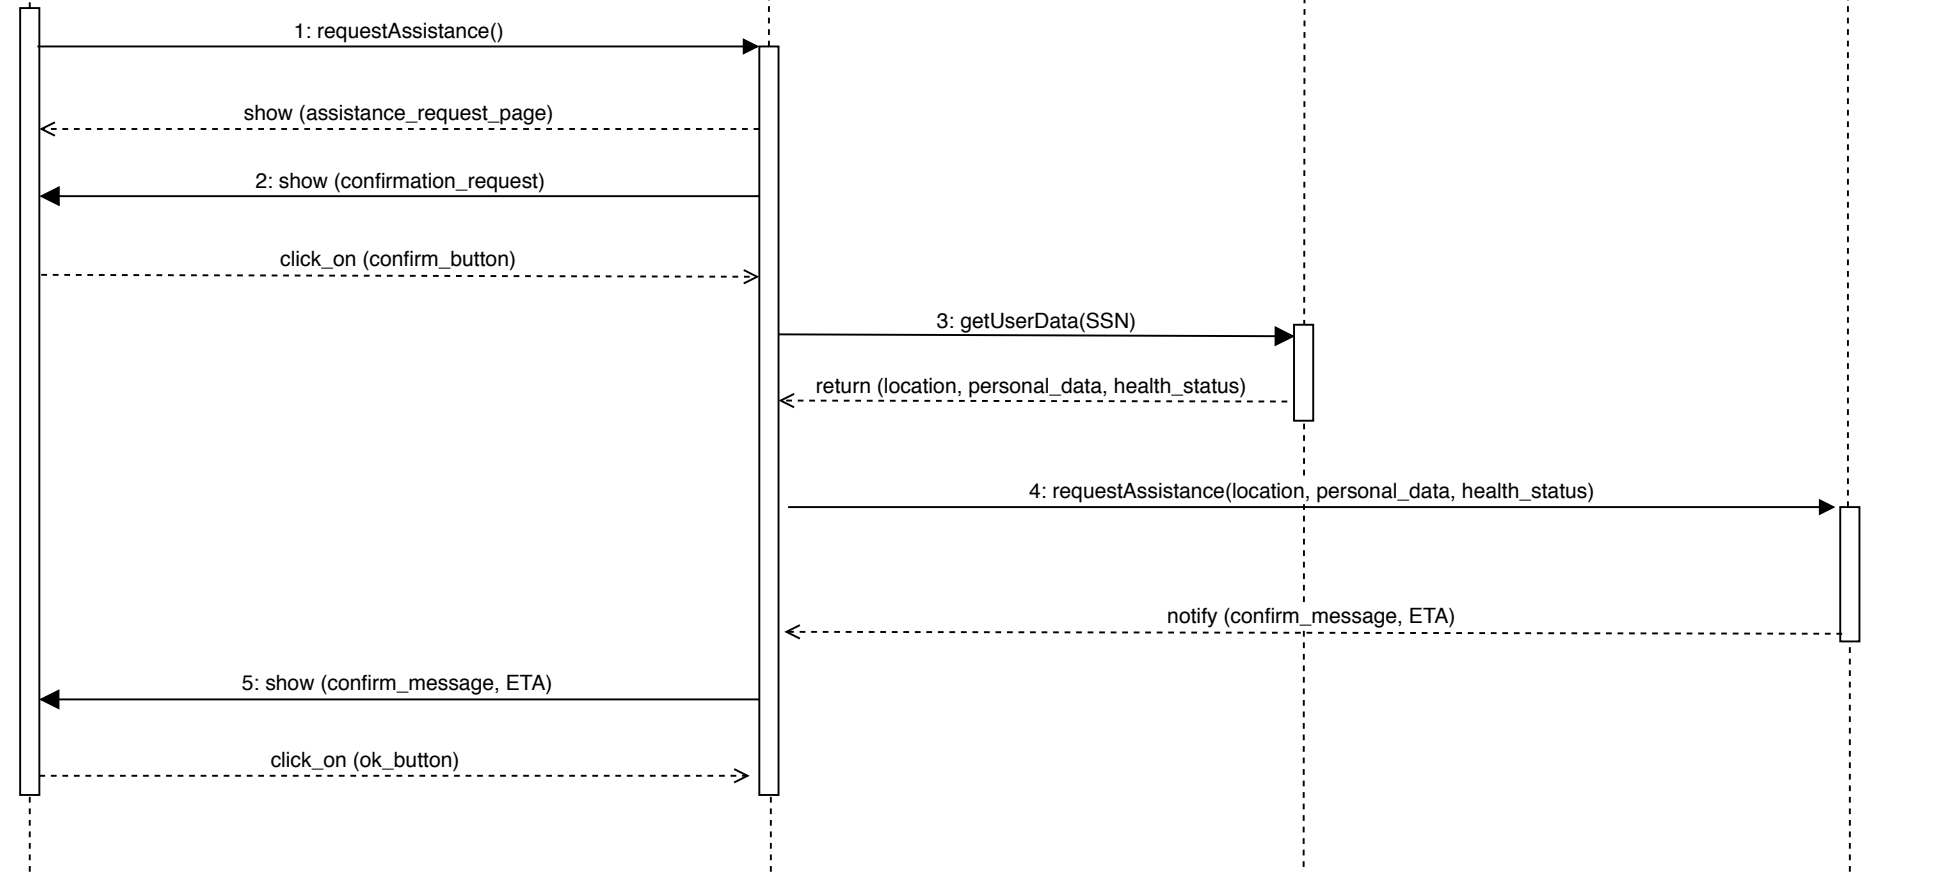 1: requestAssistance()
show (assistance_request_page)
2: show (confirmation_request)
click_on (confirm_button)
3: getUserData(SSN)
return (location, personal_data, health_status)
4: requestAssistance(location, personal_data, health_status)
notify (confirm_message, ETA)
5: show (confirm_message, ETA)
click_on (ok_button)